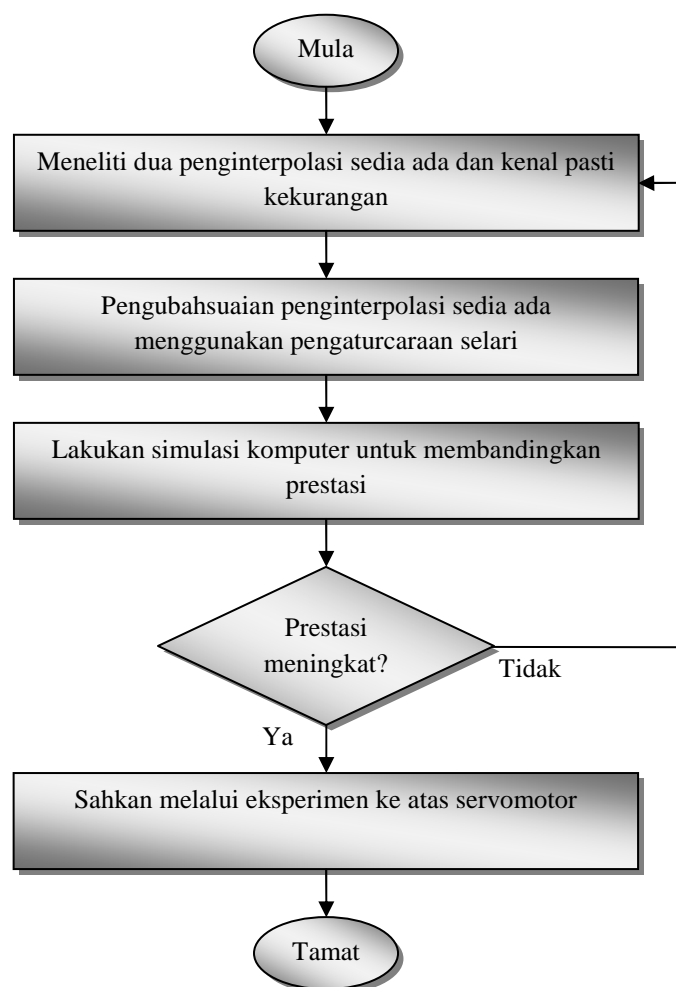 Mula
Meneliti dua penginterpolasi sedia ada dan kenal pasti
kekurangan
Pengubahsuaian penginterpolasi sedia ada
menggunakan pengaturcaraan selari
Lakukan simulasi komputer untuk membandingkan
prestasi
Prestasi
meningkat?
Tidak
Ya
Sahkan melalui eksperimen ke atas servomotor
Tamat